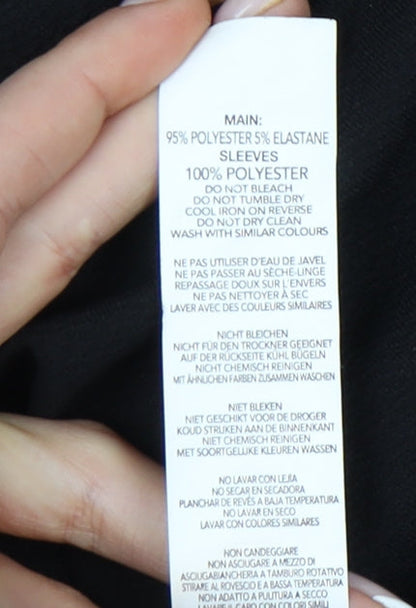 MAIN:
95% POLYESTER 5% ELASTANE
SLEEVES
100% POLYESTER
DO NOT BLEACH
DO NOT TUMBLE DRY
COOL IRON ON REVERSE
DO NOT DRY CLEAN
WASH WITH SIMILAR COLOURS
NE PAS UTILISER D'EAU DE JAVEL
NE PAS PASSER AU SÈCHE-LINGE
REPASSAGE DOUX SUR L'ENVERS
NE PAS NETTOYER À SEC
LAVER AVEC DES COULEURS SIMILAIRES
NICHT BLEICHEN
NICHT FÜR DEN TROCKNER GEEIGNET
AUF DER RÜCKSEITE KÜHL BÜGELN
NICHT CHEMISCH REINIGEN
MIT ÄHNLICHEN FARBEN ZUSAMMEN WASCHEN
NIET BLEKEN
NIET GESCHIKT VOOR DE DROGER
KOUD STRIJKEN AAN DE BINNENKANT
NIET CHEMISCH REINIGEN
MET SOORTGELIJKE KLEUREN WASSEN
NO LAVAR CON LEJÍA
NO SECAR EN SECADORA
PLANCHAR DE REVÉS A BAJA TEMPERATURA
NO LAVAR EN SECO
LAVAR CON COLORES SIMILARES
NON CANDEGGIARE
NON ASCIUGARE A MEZZO DI
ASCIUGABIANCHERIA A TAMBURO ROTATIVO
STIRARE AL ROVESCIO E A BASSA TEMPERATURA
NON ADATTO A PULITURA A SECCO
LAVARE IL CAPO CON COLORI